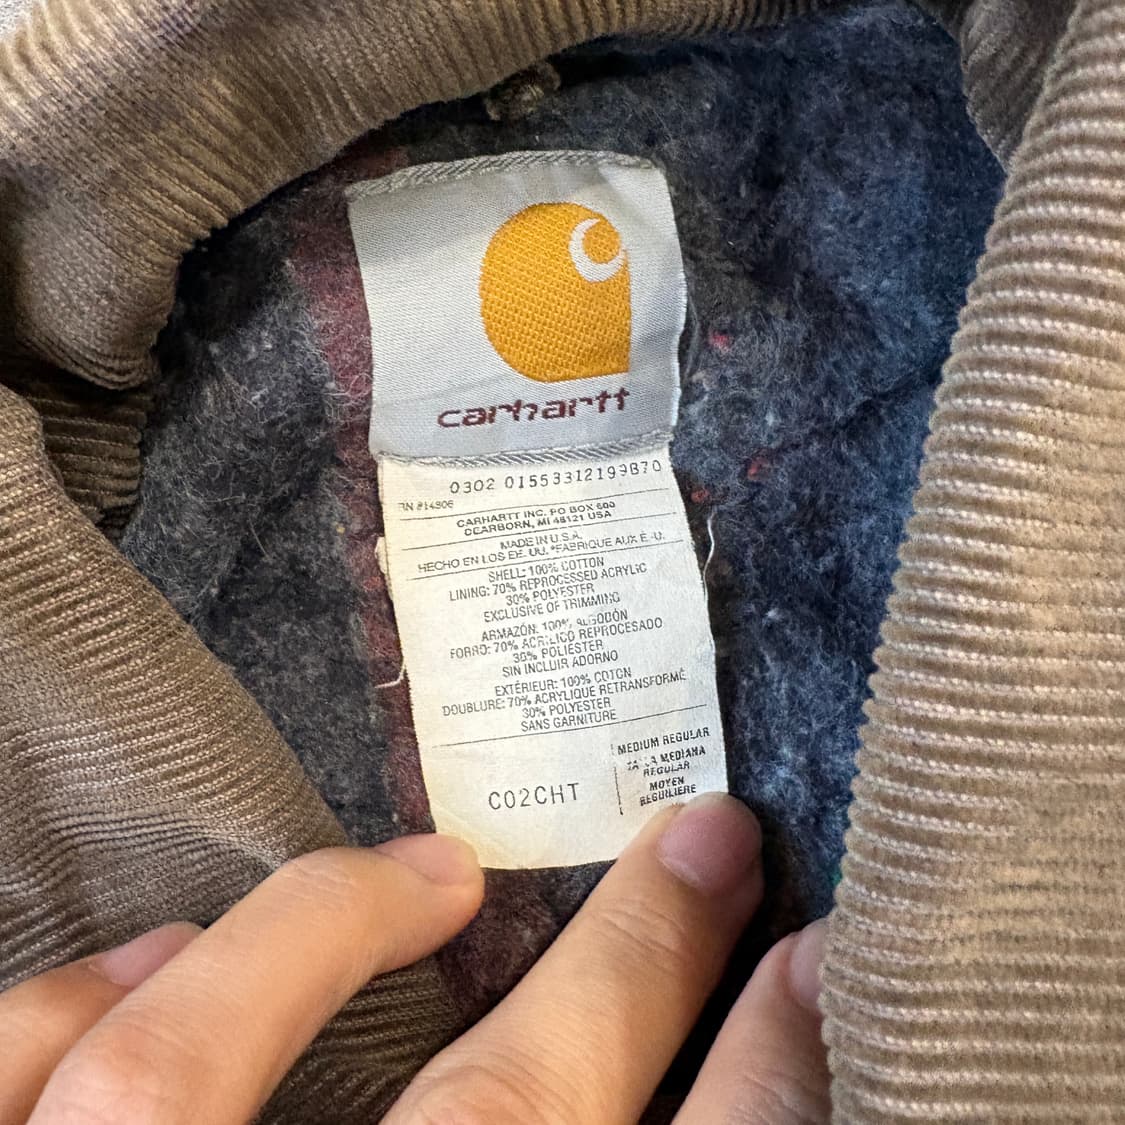 carhartt
0302 01553312199B70
RN #14806
CARHARTT INC. PO BOX 600
DEARBORN, MI 48121 USA
MADE IN U.S.A.
HECHO EN LOS EE. UU. *FABRIQUE AUX É.-U.
SHELL: 100% COTTON
LINING: 70% REPROCESSED ACRYLIC
30% POLYESTER
EXCLUSIVE OF TRIMMING
ARMAZÓN: 100% ALGODÓN
FORRO: 70% ACRILICO REPROCESADO
30% POLIESTER
SIN INCLUIR ADORNO
EXTÉRIEUR: 100% COTON
DOUBLURE: 70% ACRYLIQUE RETRANSFORMÉ
30% POLYESTER
SANS GARNITURE
C02CHT
MEDIUM REGULAR
TALLA MEDIANA
REGULAR
MOYEN
REGULIERE